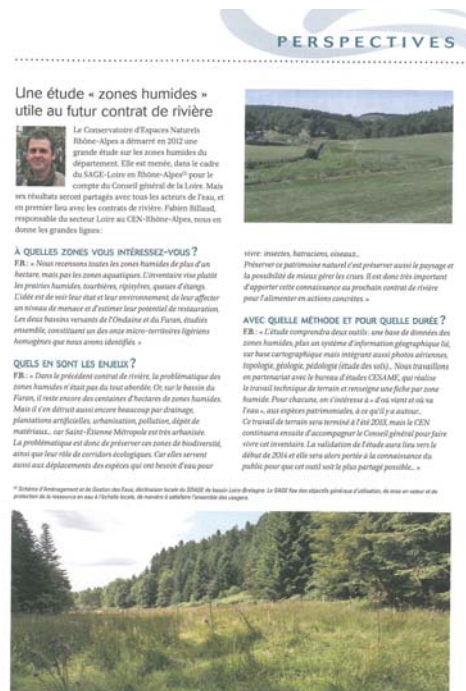 PERSPECTIVES
Une étude « zones humides »
utile au futur contrat de rivière
Le Conservatoire d'Espaces Naturels
Rhône-Alpes a démarré en 2012 une
grande étude sur les zones humides du
département. Elle est menée, dans le cadre
du SAGE-Loire en Rhône-Alpes⁽¹⁾ pour le
compte du Conseil général de la Loire. Mais
ses résultats seront partagés avec tous les acteurs de l'eau, et
en premier lieu avec les contrats de rivière. Fabien Billaud,
responsable du secteur Loire au CEN-Rhône-Alpes, nous en
donne les grandes lignes :
À QUELLES ZONES VOUS INTÉRESSEZ-VOUS ?
F.B. : « Nous recensons toutes les zones humides de plus d'un
hectare, mais pas les zones aquatiques. L'inventaire vise plutôt
les prairies humides, tourbières, ripisylves, queues d'étangs.
L'idée est de voir leur état et leur environnement, de leur affecter
un niveau de menace et d'estimer leur potentiel de restauration.
Les deux bassins versants de l'Ondaine et du Furan, étudiés
ensemble, constituent un des onze micro-territoires ligériens
homogènes que nous avons identifiés. »
QUELS EN SONT LES ENJEUX ?
F.B. : « Dans le précédent contrat de rivière, la problématique des
zones humides n'était pas du tout abordée. Or, sur le bassin du
Furan, il reste encore des centaines d'hectares de zones humides.
Mais il s'en détruit aussi encore beaucoup par drainage,
plantations artificielles, urbanisation, pollution, dépôt de
matériaux... car Saint-Étienne Métropole est très urbanisée.
La problématique est donc de préserver ces zones de biodiversité,
ainsi que leur rôle de corridors écologiques. Car elles servent
aussi aux déplacements des espèces qui ont besoin d'eau pour
vivre : insectes, batraciens, oiseaux...
Préserver ce patrimoine naturel c'est préserver aussi le paysage et
la possibilité de mieux gérer les crues. Il est donc très important
d'apporter cette connaissance au prochain contrat de rivière
pour l'alimenter en actions concrètes. »
AVEC QUELLE MÉTHODE ET POUR QUELLE DURÉE ?
F.B. : « L'étude comprendra deux outils : une base de données des
zones humides, plus un système d'information géographique lié,
sur base cartographique mais intégrant aussi photos aériennes,
topologie, géologie, pédologie (étude des sols)... Nous travaillons
en partenariat avec le bureau d'études CESAME, qui réalise
le travail technique de terrain et renseigne une fiche par zone
humide. Pour chacune, on s'intéresse à « d'où vient et où va
l'eau », aux espèces patrimoniales, à ce qu'il y a autour...
Ce travail de terrain sera terminé à l'été 2013, mais le CEN
continuera ensuite d'accompagner le Conseil général pour faire
vivre cet inventaire. La validation de l'étude aura lieu vers le
début de 2014 et elle sera alors portée à la connaissance du
public pour que cet outil soit le plus partagé possible... »
⁽¹⁾ Schéma d'Aménagement et de Gestion des Eaux, déclinaison locale du SDAGE de bassin Loire-Bretagne. Le SAGE fixe des objectifs généraux d'utilisation, de mise en valeur et de
protection de la ressource en eau à l'échelle locale, de manière à satisfaire l'ensemble des usagers.